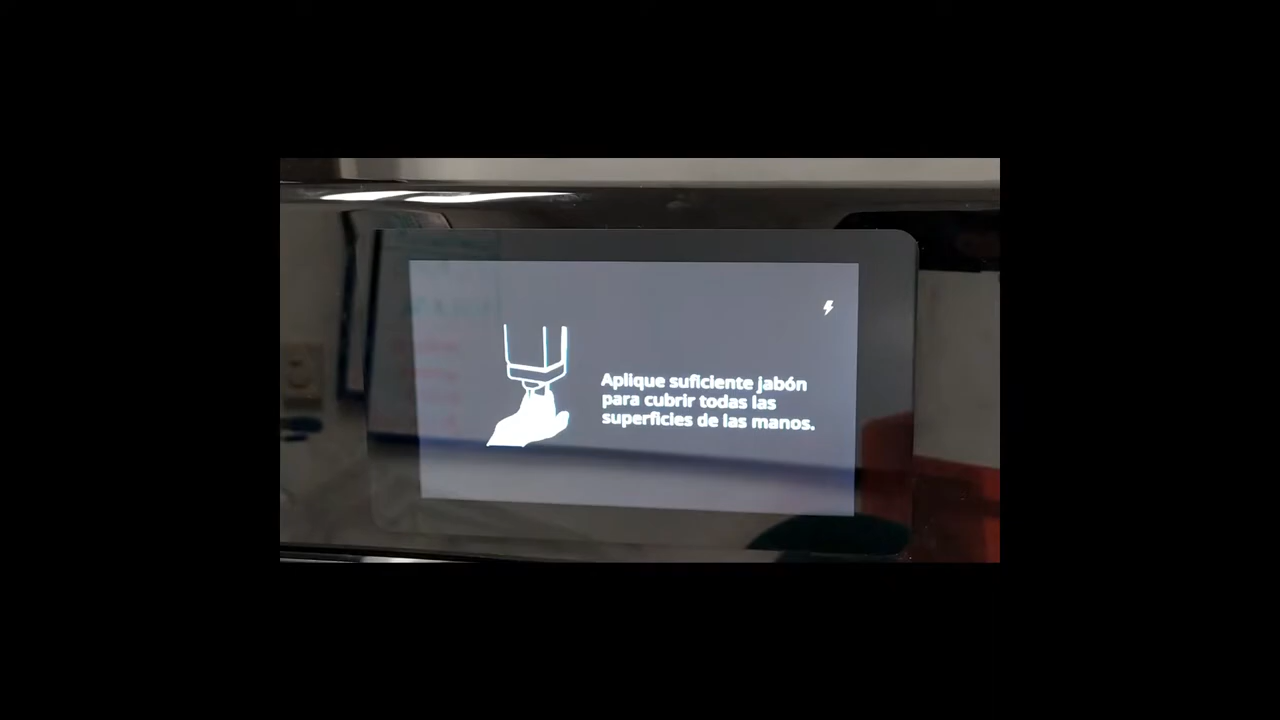 Aplique suficiente jabón
para cubrir todas las
superficies de las manos.